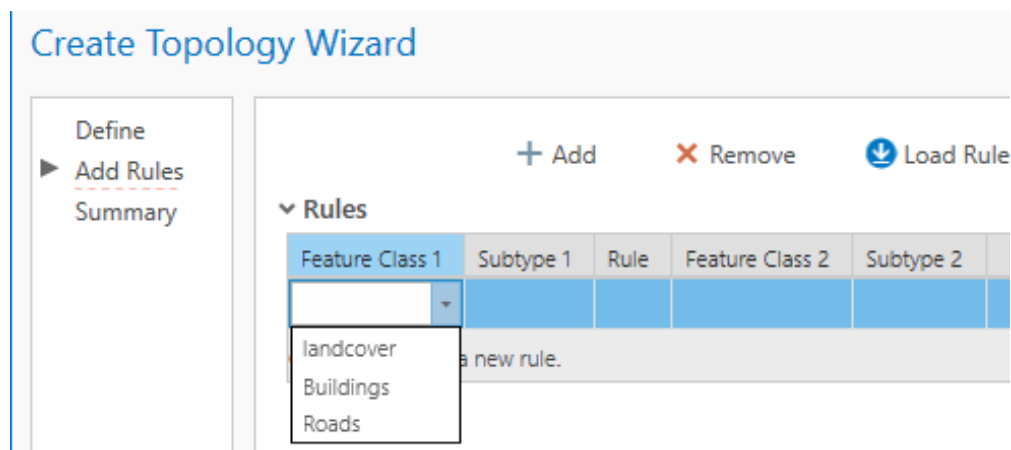 Create Topology Wizard
Define
Add Rules
Summary
Add
Remove
Load Rule
Rules
Feature Class 1 Subtype 1 Rule Feature Class 2 Subtype 2
landcover
a new rule.
Buildings
Roads